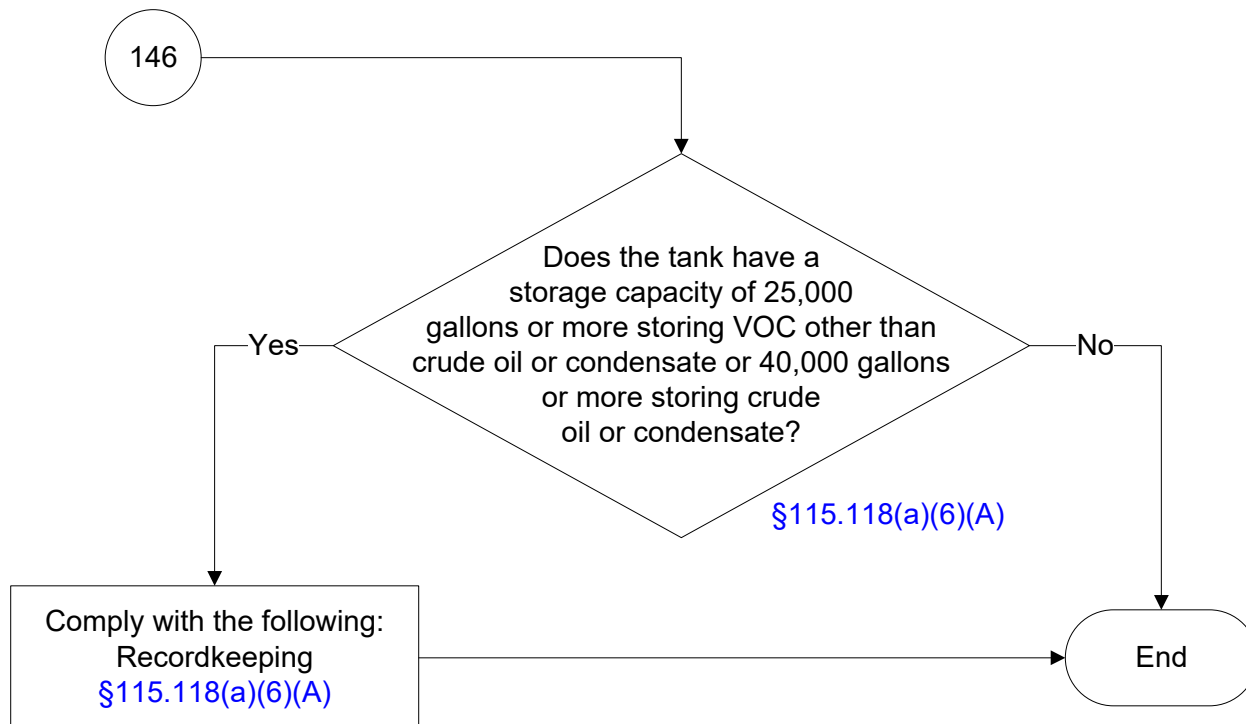 146
Does the tank have a
storage capacity of 25,000
gallons or more storing VOC other than
crude oil or condensate or 40,000 gallons
or more storing crude
oil or condensate?
Yes
No
§115.118(a)(6)(A)
Comply with the following:
Recordkeeping
§115.118(a)(6)(A)
End